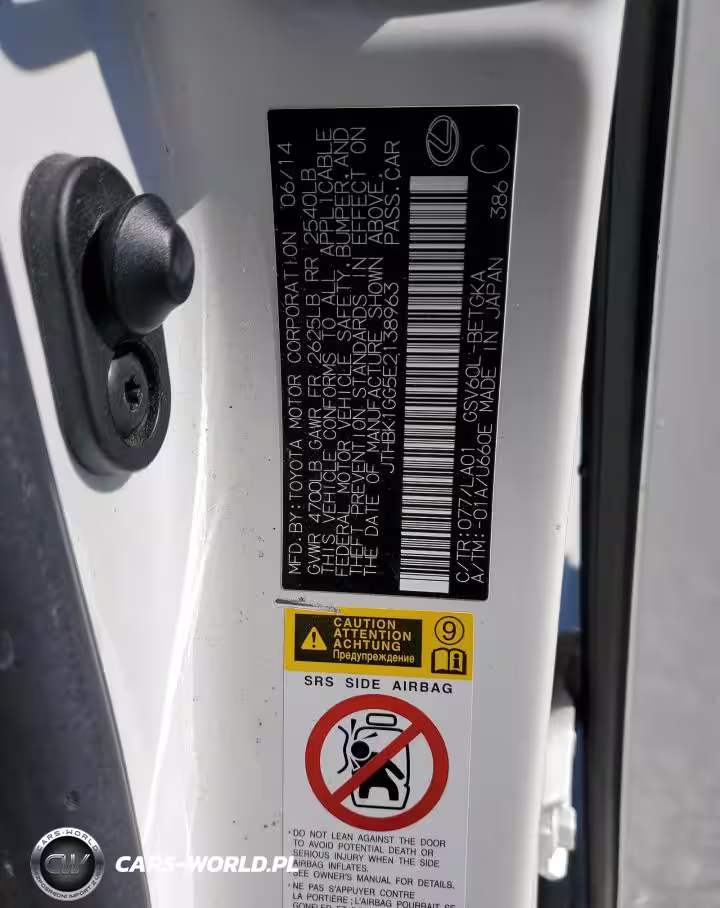 MFD. BY: TOYOTA MOTOR CORPORATION 06/14
GVWR 4700LB GAWR FR 2625LB RR 2540LB
THIS VEHICLE CONFORMS TO ALL APPLICABLE
FEDERAL MOTOR VEHICLE SAFETY, BUMPER, AND
THEFT PREVENTION STANDARDS IN EFFECT ON
THE DATE OF MANUFACTURE SHOWN ABOVE.
JTHBK1GG5E2138963 PASS. CAR
C/TR: 077/LA01 GSV60L-BETGKA
A/TM: -01A/U660E MADE IN JAPAN 386 C
CAUTION
ATTENTION
ACHTUNG
Предупреждение
9
SRS SIDE AIRBAG
• DO NOT LEAN AGAINST THE DOOR
TO AVOID POTENTIAL DEATH OR
SERIOUS INJURY WHEN THE SIDE
AIRBAG INFLATES.
SEE OWNER'S MANUAL FOR DETAILS.
• NE PAS S'APPUYER CONTRE
LA PORTIÈRE; L'AIRBAG POURRAIT SE
CARS-WORLD
CW
CARS-WORLD.PL